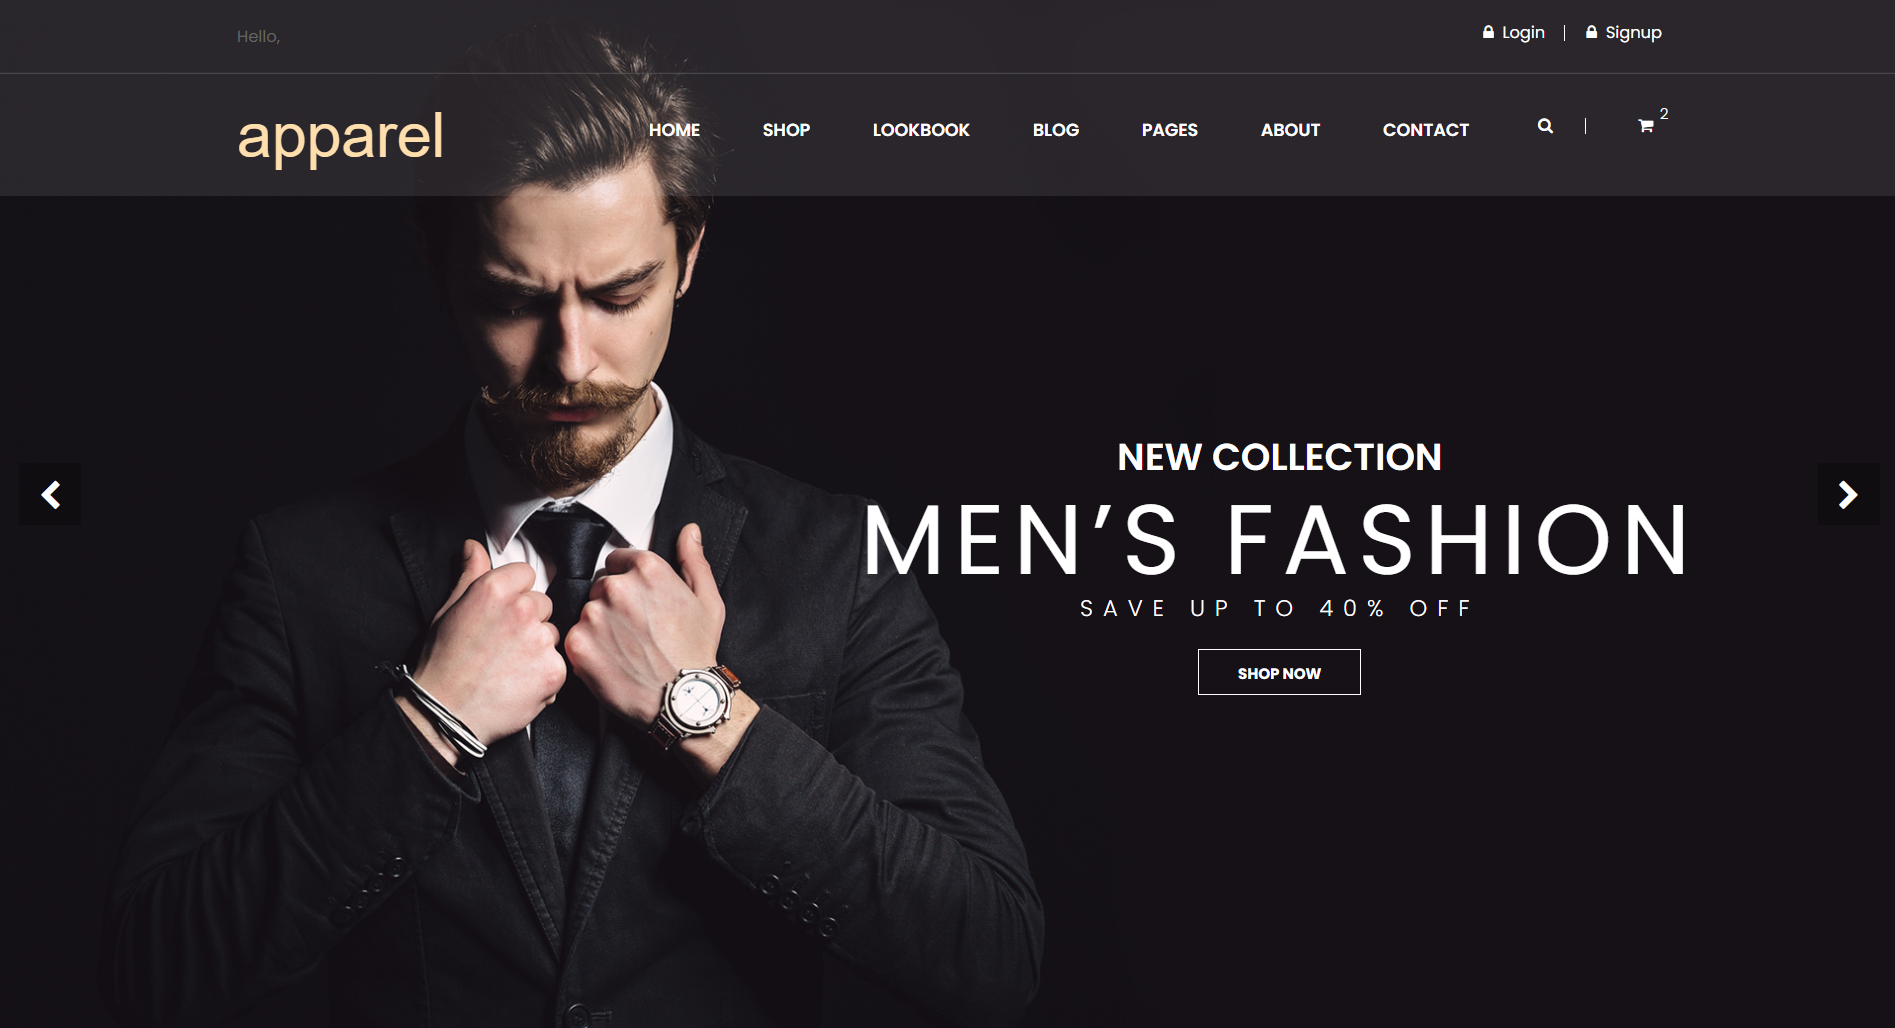 Hello,
Login | Signup
apparel
HOME SHOP LOOKBOOK BLOG PAGES ABOUT CONTACT
2
NEW COLLECTION
MEN’S FASHION
SAVE UP TO 40% OFF
SHOP NOW